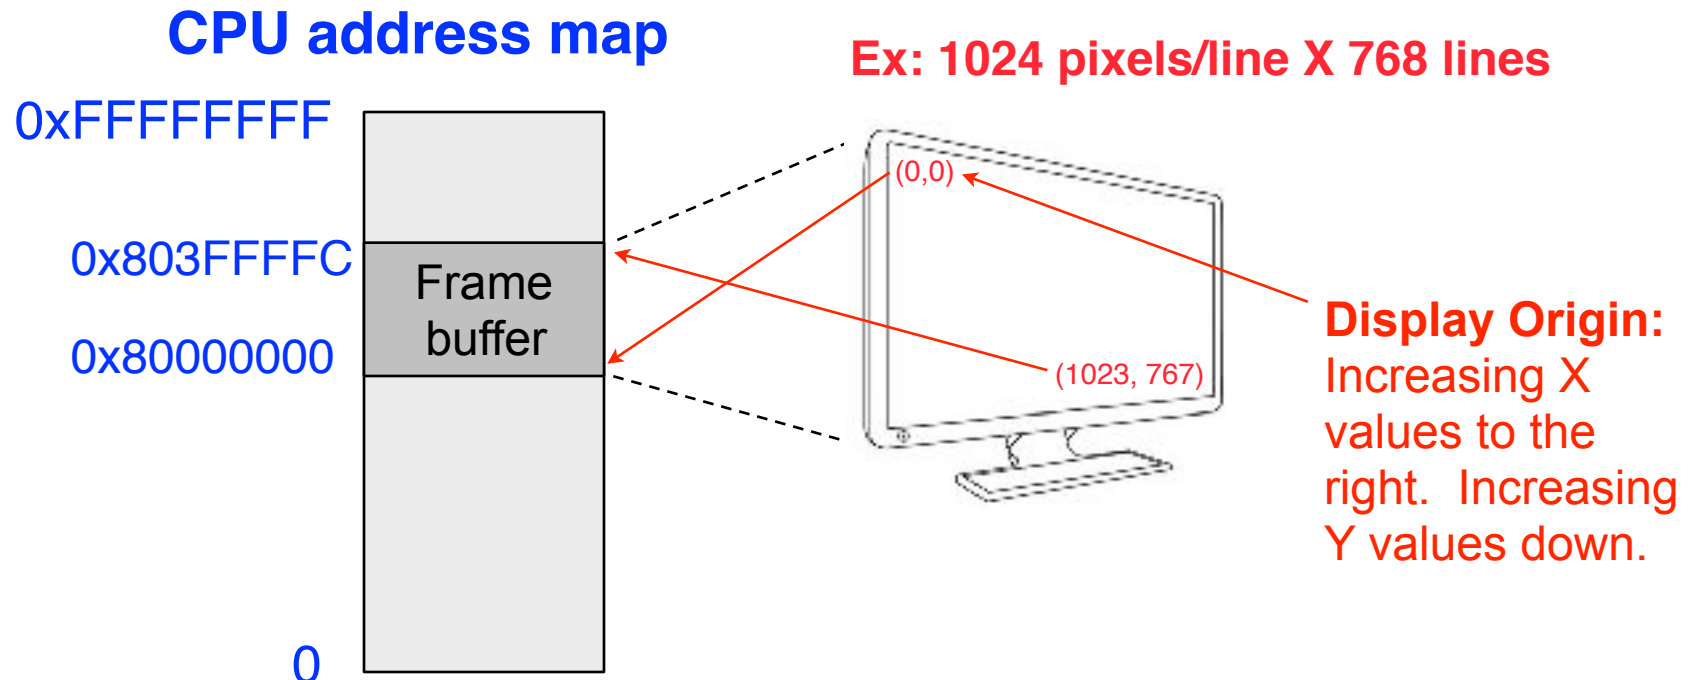 CPU address map
Ex: 1024 pixels/line X 768 lines
0xFFFFFFFF
(0,0)
0x803FFFFC
Frame
buffer
0x80000000
(1023, 767)
Display Origin:
Increasing X
values to the
right.  Increasing
Y values down.
0